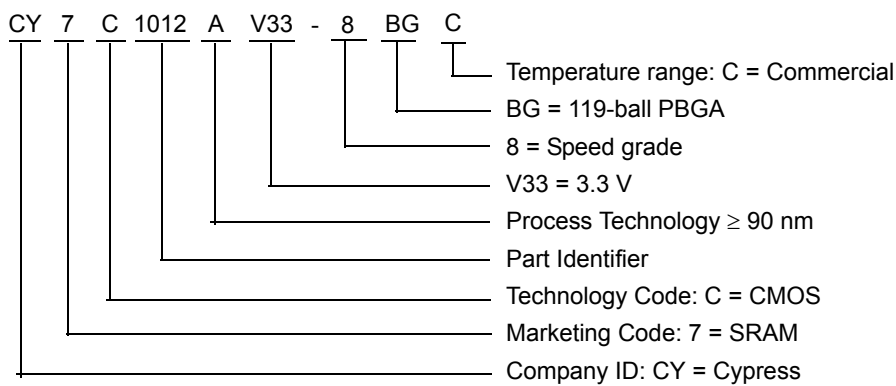 CY 7 C 1012 A V33 - 8 BG C
Temperature range: C = Commercial
BG = 119-ball PBGA
8 = Speed grade
V33 = 3.3 V
Process Technology ≥ 90 nm
Part Identifier
Technology Code: C = CMOS
Marketing Code: 7 = SRAM
Company ID: CY = Cypress